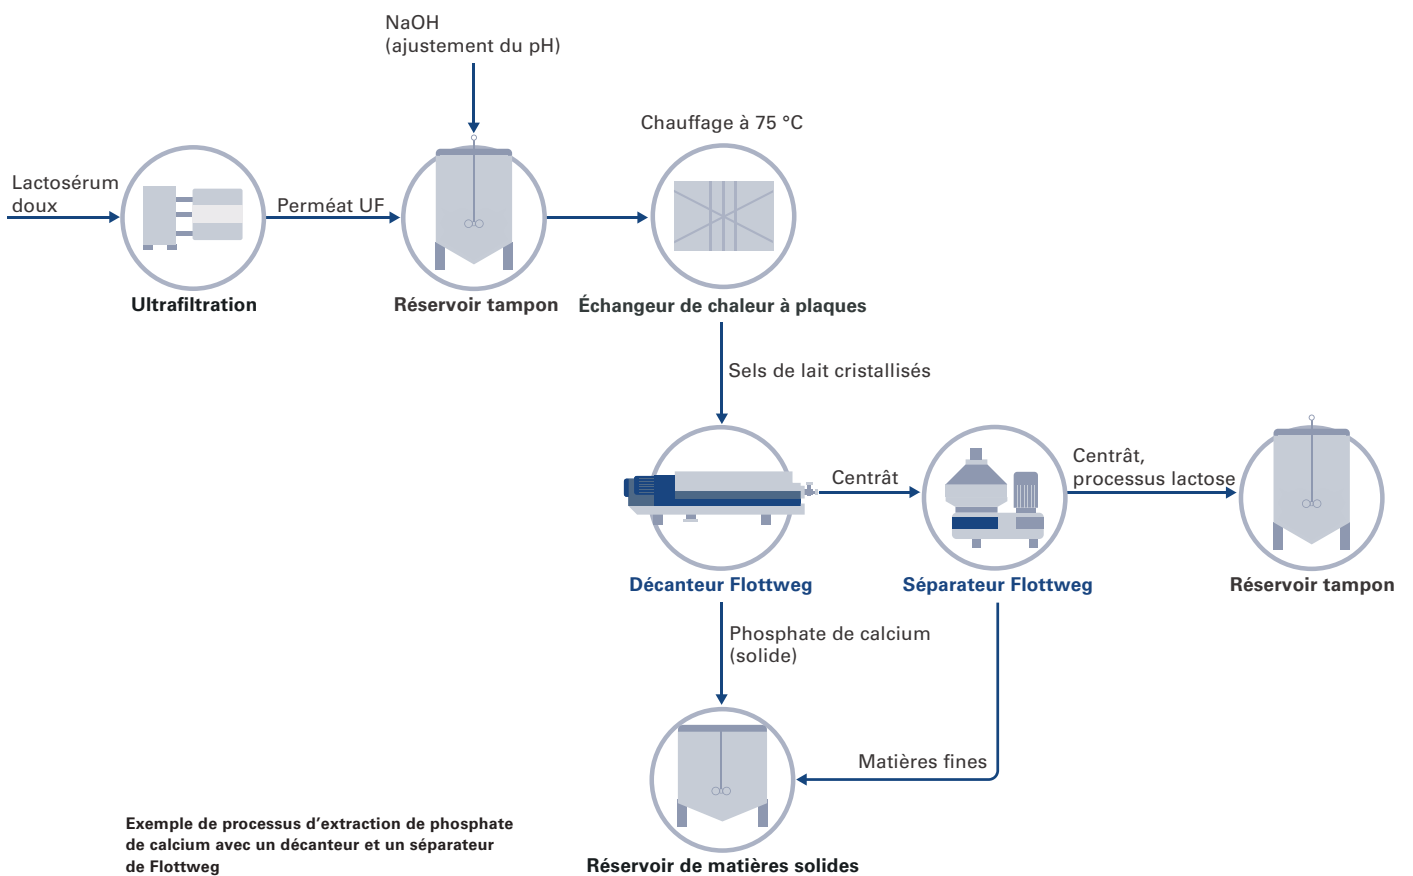 NaOH
(ajustement du pH)
Chauffage à 75 °C
Lactosérum
doux
Perméat UF
Ultrafiltration
Réservoir tampon
Échangeur de chaleur à plaques
Sels de lait cristallisés
Centrât
Centrât,
processus lactose
Décanteur Flottweg
Séparateur Flottweg
Réservoir tampon
Phosphate de calcium
(solide)
Matières fines
Réservoir de matières solides
Exemple de processus d’extraction de phosphate
de calcium avec un décanteur et un séparateur
de Flottweg